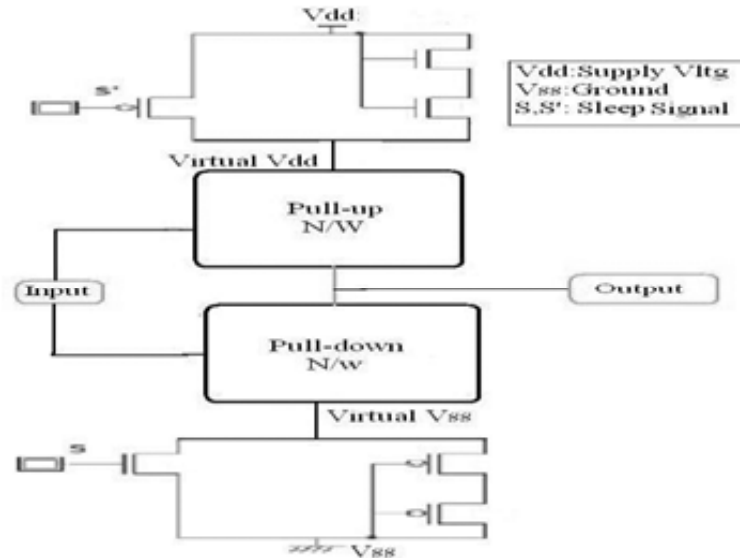 Vdd:
Vdd:Supply Vltg
Vss:Ground
S,S': Sleep Signal
S'
Virtual Vdd
Pull-up
N/W
Input
Output
Pull-down
N/w
Virtual Vss
S
Vss